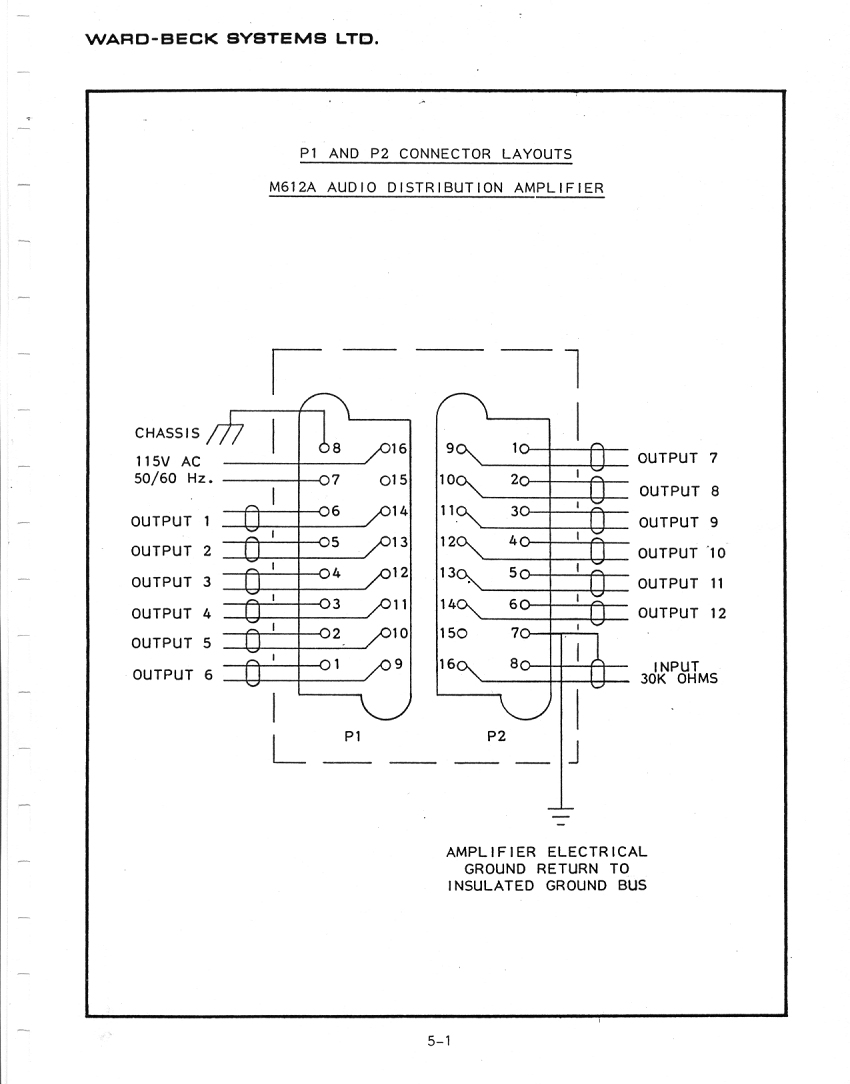 WARD-BECK SYSTEMS LTD.
P1 AND P2 CONNECTOR LAYOUTS
M612A AUDIO DISTRIBUTION AMPLIFIER
CHASSIS
115V AC
50/60 Hz.
OUTPUT 1
OUTPUT 2
OUTPUT 3
OUTPUT 4
OUTPUT 5
OUTPUT 6
8 16
7 15
6 14
5 13
4 12
3 11
2 10
1 9
P1
9 1
10 2
11 3
12 4
13 5
14 6
15 7
16 8
P2
OUTPUT 7
OUTPUT 8
OUTPUT 9
OUTPUT 10
OUTPUT 11
OUTPUT 12
INPUT
30K OHMS
AMPLIFIER ELECTRICAL
GROUND RETURN TO
INSULATED GROUND BUS
5-1